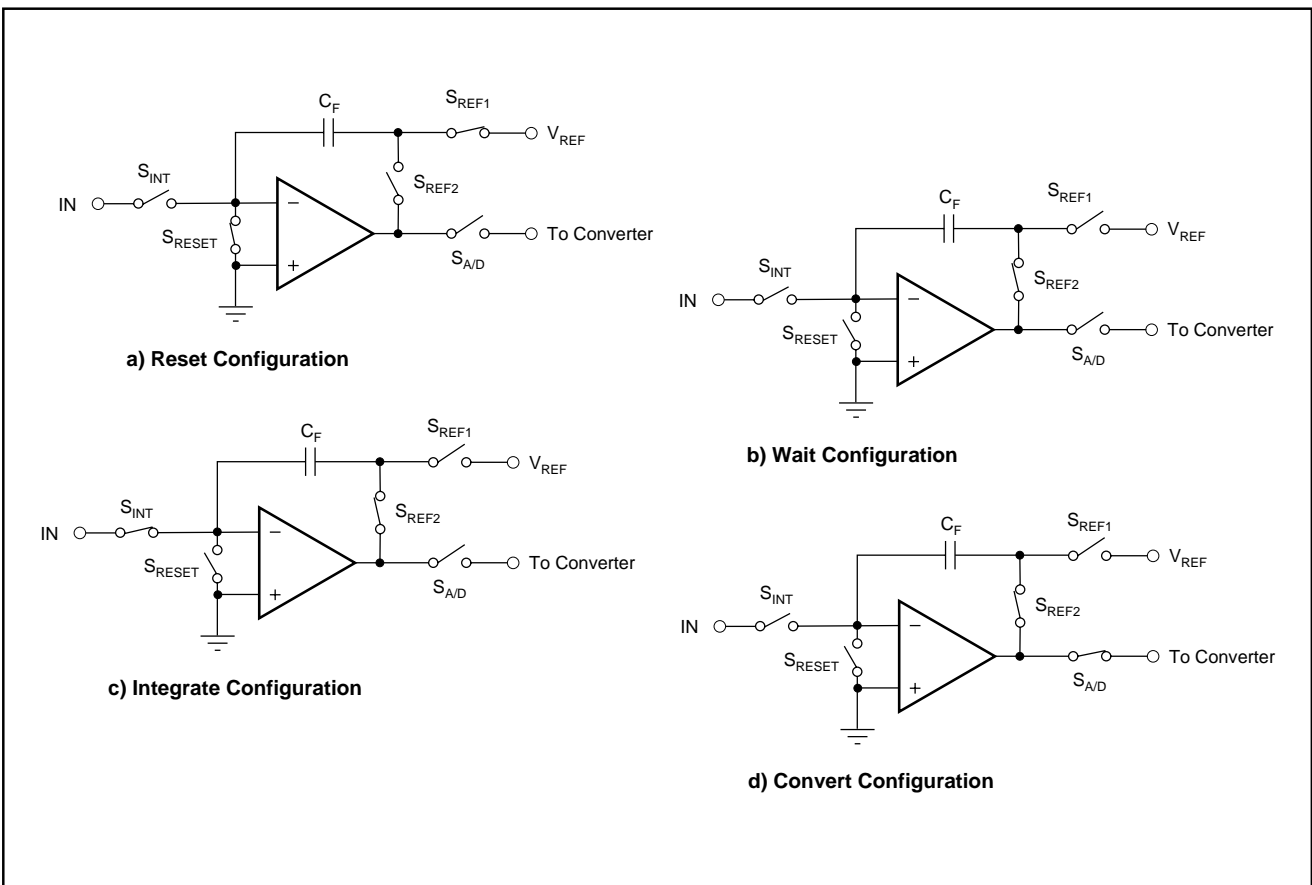 C_F
S_REF1
V_REF
S_INT
IN
−
S_REF2
S_RESET
To Converter
+
S_A/D
a) Reset Configuration
C_F
S_REF1
V_REF
S_INT
S_REF2
IN
−
S_RESET
To Converter
+
S_A/D
b) Wait Configuration
C_F
S_REF1
V_REF
S_INT
S_REF2
IN
−
S_RESET
To Converter
+
S_A/D
c) Integrate Configuration
C_F
S_REF1
V_REF
S_INT
S_REF2
IN
−
S_RESET
To Converter
+
S_A/D
d) Convert Configuration